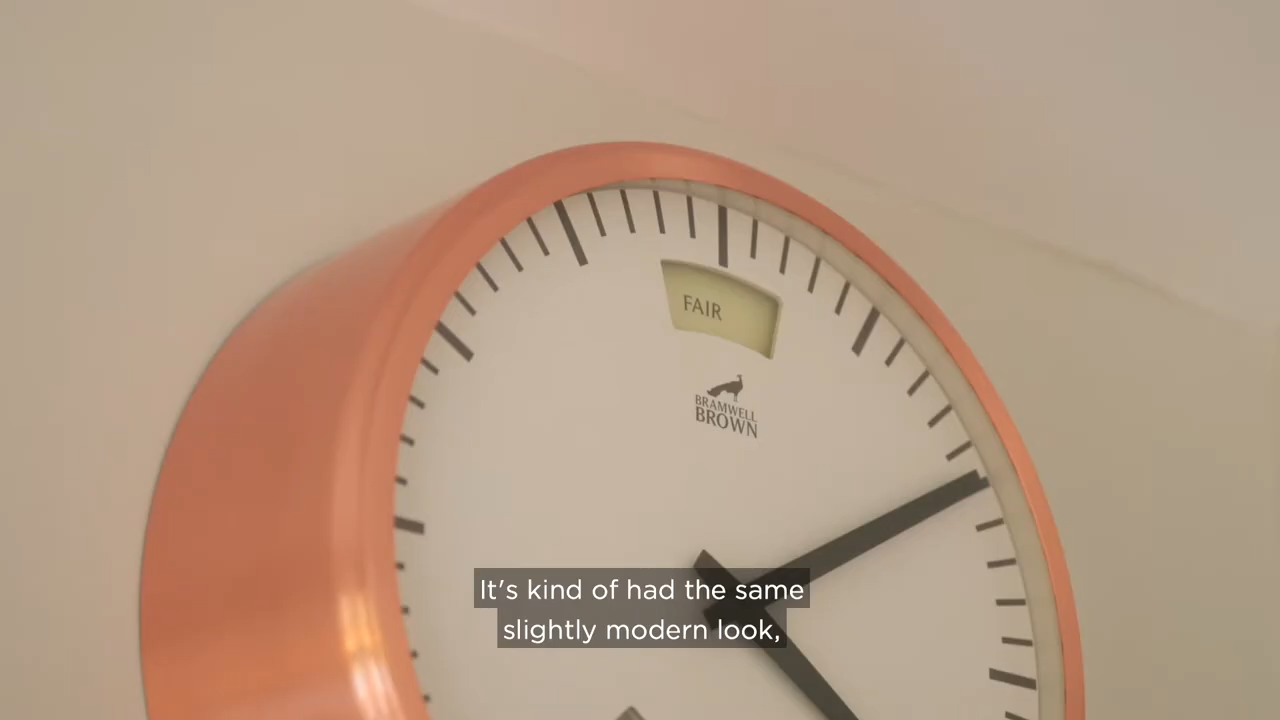 FAIR
BRAMWELL
BROWN
It's kind of had the same
slightly modern look,